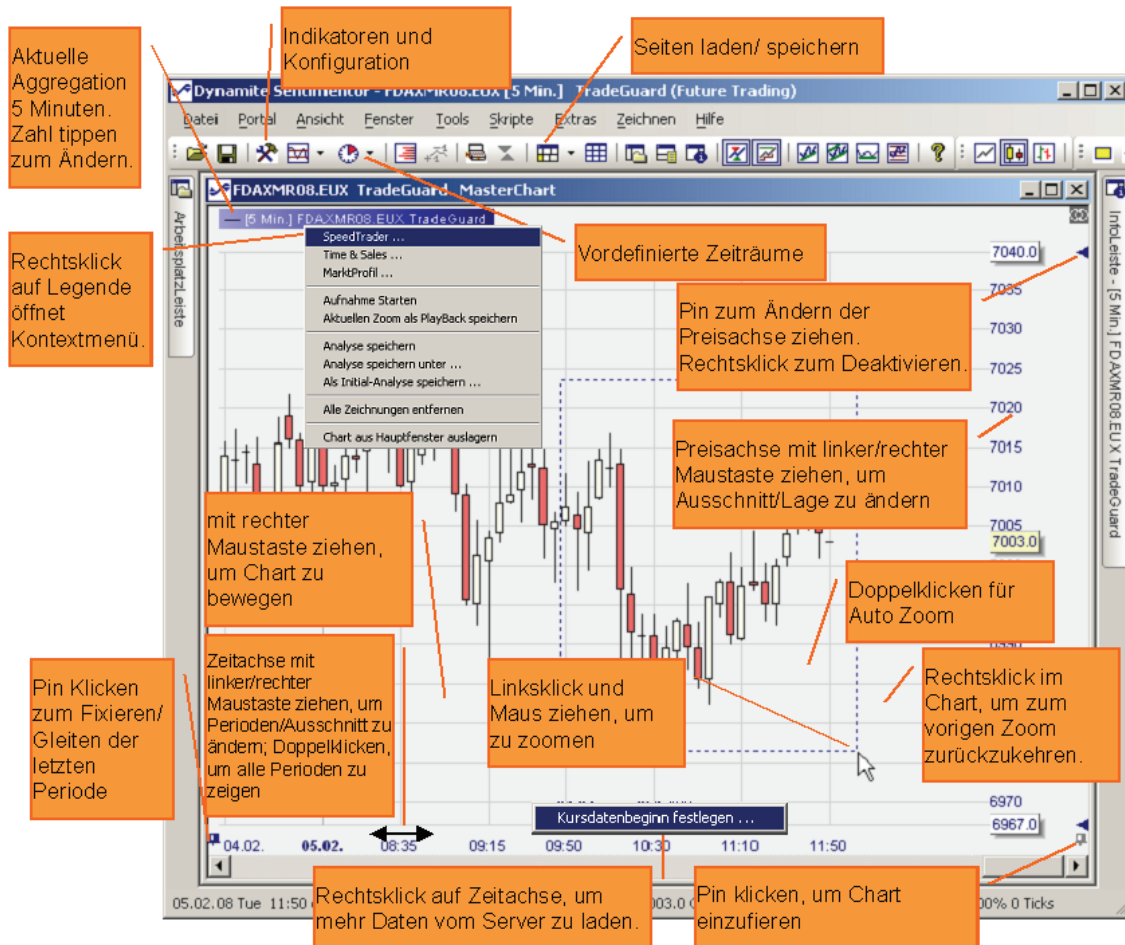 Aktuelle
Aggregation
5 Minuten.
Zahl tippen
zum Ändern.
Indikatoren und
Konfiguration
Seiten laden/ speichern
Dynamite Sentimentor - FDAXMR08.EUX [5 Min.] TradeGuard (Future Trading)
Datei Portal Ansicht Fenster Tools Skripte Extras Zeichnen Hilfe
FDAXMR08.EUX TradeGuard MasterChart
[5 Min.] FDAXMR08.EUX TradeGuard
ArbeitsplatzLeiste
InfoLeiste - [5 Min.] FDAXMR08.EUX TradeGuard
SpeedTrader ...
Time & Sales ...
MarktProfil ...
Aufnahme Starten
Aktuellen Zoom als PlayBack speichern
Analyse speichern
Analyse speichern unter ...
Als Initial-Analyse speichern ...
Alle Zeichnungen entfernen
Chart aus Hauptfenster auslagern
Rechtsklick
auf Legende
öffnet
Kontextmenü.
Vordefinierte Zeiträume
Pin zum Ändern der
Preisachse ziehen.
Rechtsklick zum Deaktivieren.
7040.0
7035
7030
7025
7020
7015
7010
7005
7003.0
6990
6970
6967.0
Preisachse mit linker/rechter
Maustaste ziehen, um
Ausschnitt/Lage zu ändern
mit rechter
Maustaste ziehen,
um Chart zu
bewegen
Doppelklicken für
Auto Zoom
Pin Klicken
zum Fixieren/
Gleiten der
letzten
Periode
Zeitachse mit
linker/rechter
Maustaste ziehen, um
Perioden/Ausschnitt zu
ändern; Doppelklicken,
um alle Perioden zu
zeigen
Linksklick und
Maus ziehen, um
zu zoomen
Rechtsklick im
Chart, um zum
vorigen Zoom
zurückzukehren.
Kursdatenbeginn festlegen ...
04.02. 05.02. 08:35 09:15 09:50 10:30 11:10 11:50
Rechtsklick auf Zeitachse, um
mehr Daten vom Server zu laden.
Pin klicken, um Chart
einzufieren
05.02.08 Tue 11:50
003.0
00% 0 Ticks